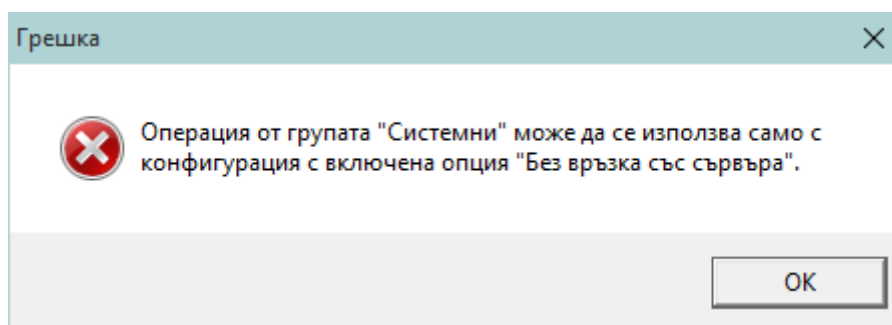 Грешка
Операция от групата "Системни" може да се използва само с
конфигурация с включена опция "Без връзка със сървъра".
OK